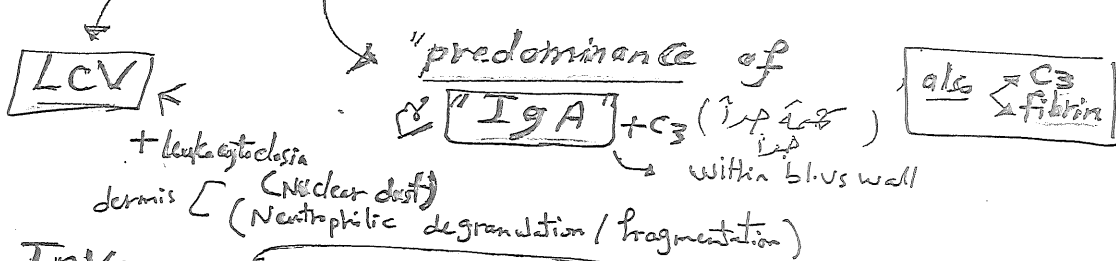 LCV
"predominance of
"IgA" + C3 (
also C3
fibrin
within bl.vs wall
+ Leukocytoclasia
dermis [ (Nuclear dust)
(Neutrophilic degranulation / fragmentation)